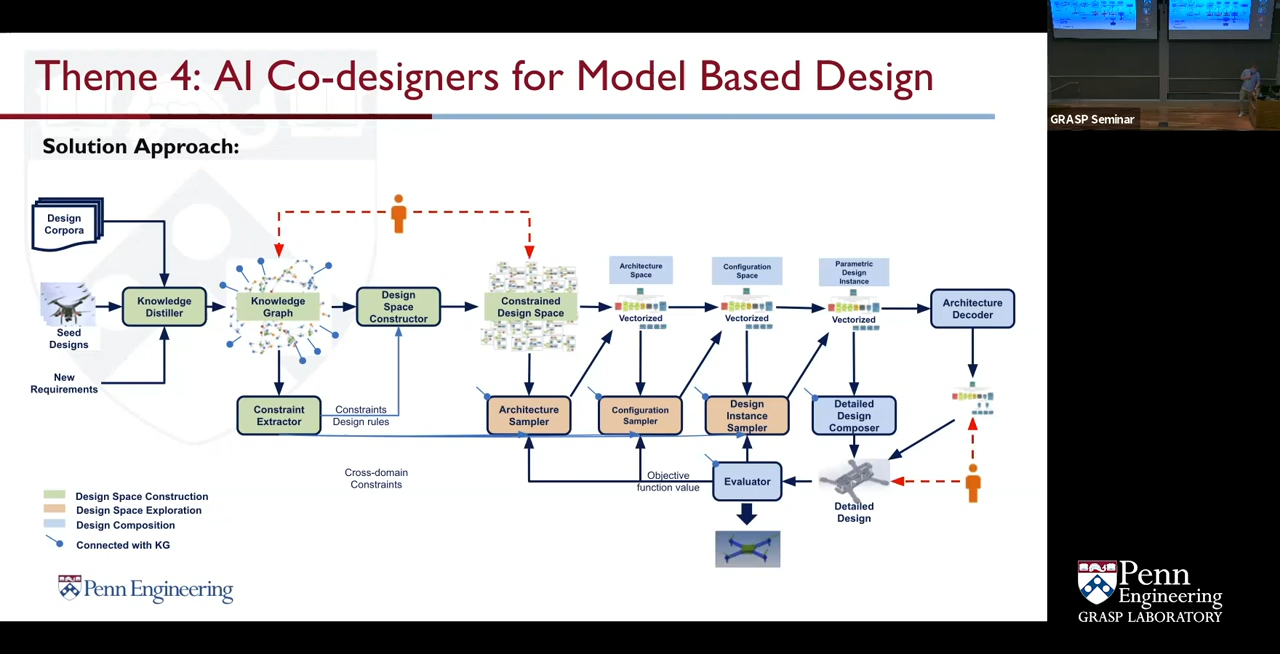 Theme 4: AI Co-designers for Model Based Design
GRASP Seminar
Solution Approach:
Design
Corpora
Seed
Designs
New
Requirements
Knowledge
Distiller
Knowledge
Graph
Design
Space
Constructor
Constrained
Design Space
Architecture
Space
Vectorized
Configuration
Space
Vectorized
Parametric
Design
Instance
Vectorized
Architecture
Decoder
Constraint
Extractor
Constraints
Design rules
Architecture
Sampler
Configuration
Sampler
Design
Instance
Sampler
Detailed
Design
Composer
Cross-domain
Constraints
Objective
function value
Evaluator
Detailed
Design
Design Space Construction
Design Space Exploration
Design Composition
Connected with KG
Penn Engineering
Penn
Engineering
GRASP LABORATORY